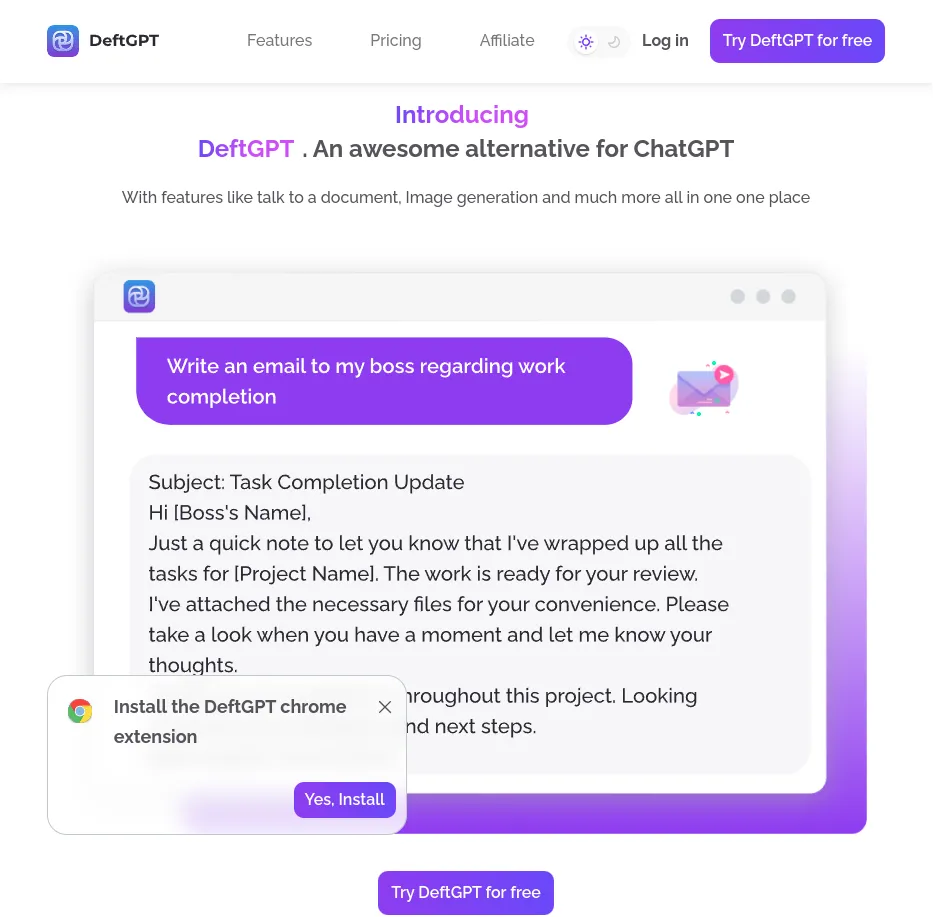 DeftGPT
Features
Pricing
Affiliate
Log in
Try DeftGPT for free
Introducing
DeftGPT . An awesome alternative for ChatGPT
With features like talk to a document, Image generation and much more all in one one place
Write an email to my boss regarding work
completion
Subject: Task Completion Update
Hi [Boss's Name],
Just a quick note to let you know that I've wrapped up all the
tasks for [Project Name]. The work is ready for your review.
I've attached the necessary files for your convenience. Please
take a look when you have a moment and let me know your
thoughts.
throughout this project. Looking
next steps.
Install the DeftGPT chrome
extension
Yes, Install
Try DeftGPT for free